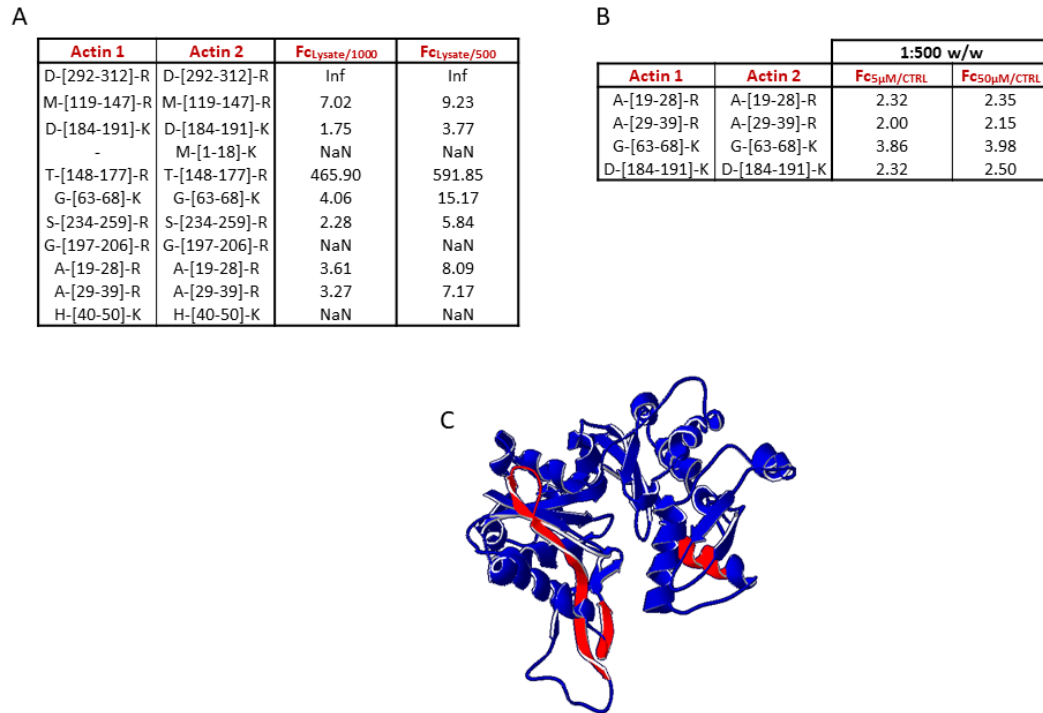 A
Actin 1 Actin 2 FcLysate/1000 FcLysate/500
D-[292-312]-R D-[292-312]-R Inf Inf
M-[119-147]-R M-[119-147]-R 7.02 9.23
D-[184-191]-K D-[184-191]-K 1.75 3.77
- M-[1-18]-K NaN NaN
T-[148-177]-R T-[148-177]-R 465.90 591.85
G-[63-68]-K G-[63-68]-K 4.06 15.17
S-[234-259]-R S-[234-259]-R 2.28 5.84
G-[197-206]-R G-[197-206]-R NaN NaN
A-[19-28]-R A-[19-28]-R 3.61 8.09
A-[29-39]-R A-[29-39]-R 3.27 7.17
H-[40-50]-K H-[40-50]-K NaN NaN
B
1:500 w/w
Actin 1 Actin 2 Fc5µM/CTRL Fc50µM/CTRL
A-[19-28]-R A-[19-28]-R 2.32 2.35
A-[29-39]-R A-[29-39]-R 2.00 2.15
G-[63-68]-K G-[63-68]-K 3.86 3.98
D-[184-191]-K D-[184-191]-K 2.32 2.50
C